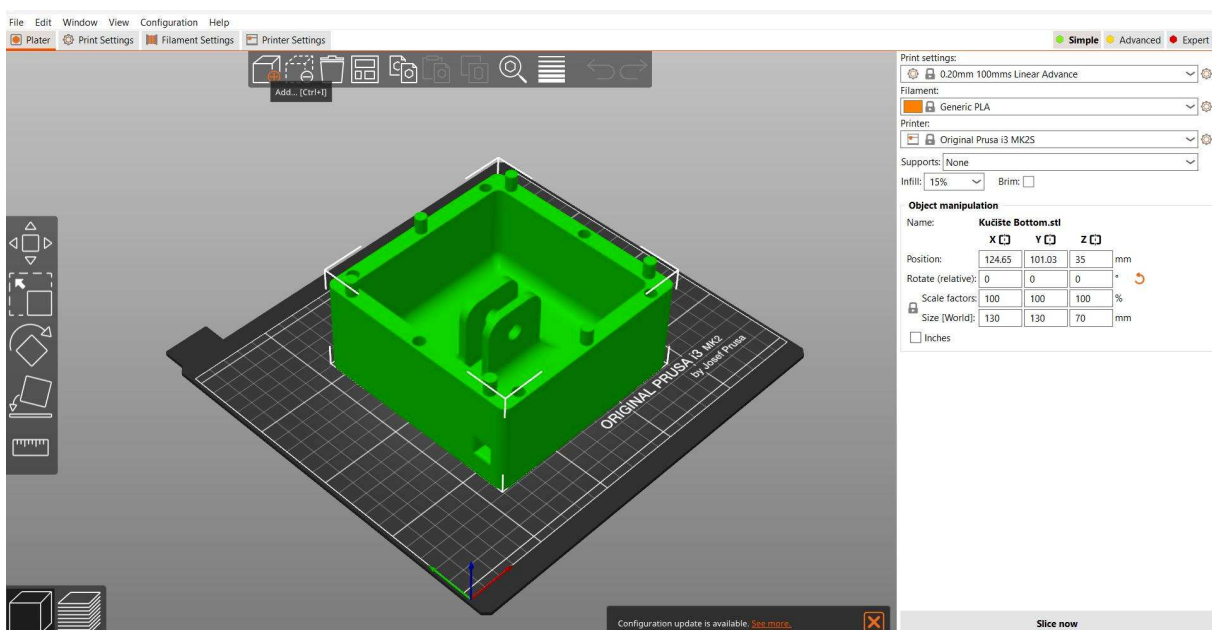 File Edit Window View Configuration Help
Plater Print Settings Filament Settings Printer Settings
Simple Advanced Expert
Add... [Ctrl+I]
Print settings:
0.20mm 100mms Linear Advance
Filament:
Generic PLA
Printer:
Original Prusa i3 MK2S
Supports: None
Infill: 15% Brim:
Object manipulation
Name: Kučište Bottom.stl
X Y Z
Position: 124.65 101.03 35 mm
Rotate (relative): 0 0 0 °
Scale factors: 100 100 100 %
Size [World]: 130 130 70 mm
Inches
ORIGINAL PRUSA i3 MK2
by Josef Prusa
Configuration update is available. See more.
Slice now